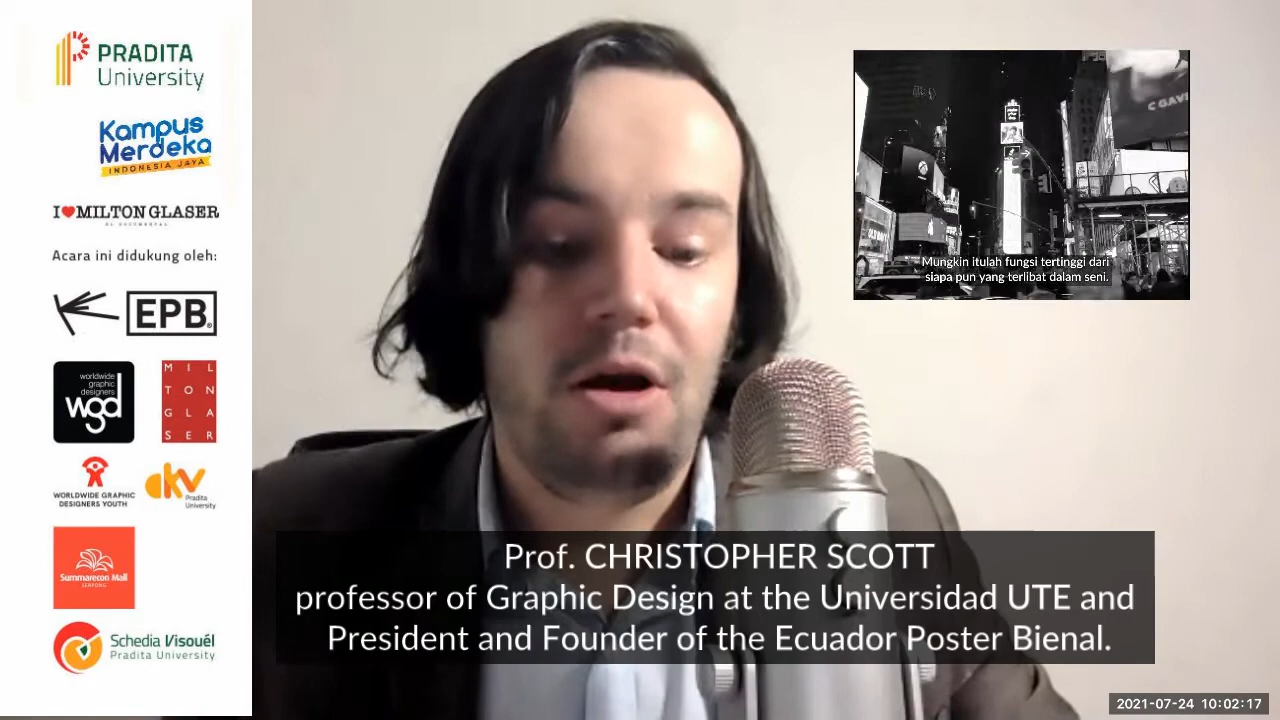 PRADITA
University
Kampus
Merdeka
INDONESIA JAYA
I MILTON GLASER
Acara ini didukung oleh:
EPB
worldwide
graphic
designers
wgd
MIL
TON
GLA
SER
WORLDWIDE GRAPHIC
DESIGNERS YOUTH
dkv
Pradita
University
Summarecon Mall
SERPONG
Schedia Visouél
Pradita University
C GAV
Mungkin itulah fungsi tertinggi dari
siapa pun yang terlibat dalam seni.
Prof. CHRISTOPHER SCOTT
professor of Graphic Design at the Universidad UTE and
President and Founder of the Ecuador Poster Bienal.
2021-07-24 10:02:17